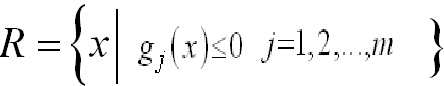 R = { x | g_j(x) ≤ 0 j=1,2,...,m }